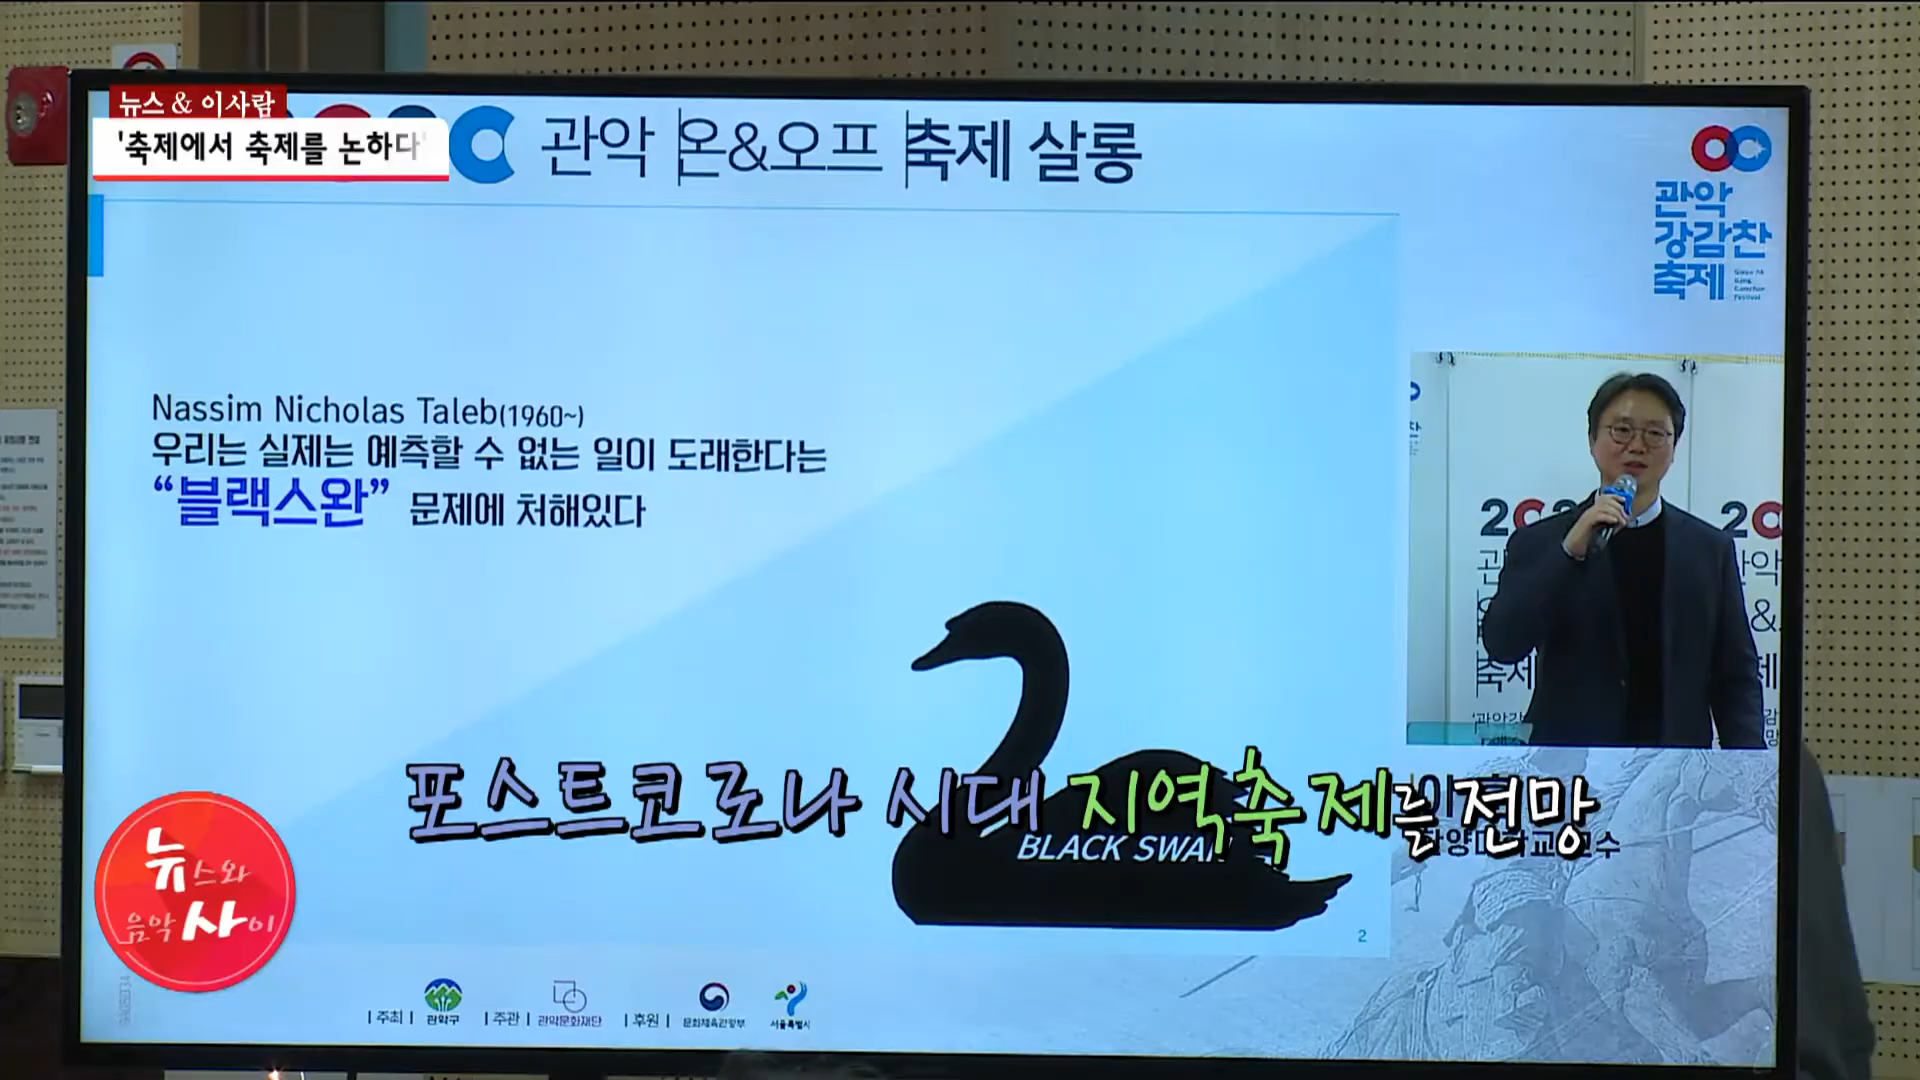 뉴스 & 이사람
'축제에서 축제를 논하다'
관악 온&오프 축제 살롱
관악
강감찬
축제
Nassim Nicholas Taleb(1960~)
우리는 실제는 예측할 수 없는 일이 도래한다는
“블랙스완” 문제에 처해있다
포스트코로나 시대 지역축제를 전망
BLACK SWAN
뉴스와
음악 사이
2
|주최| 관악구 |주관| 관악문화재단 |후원| 문화체육관광부 서울특별시